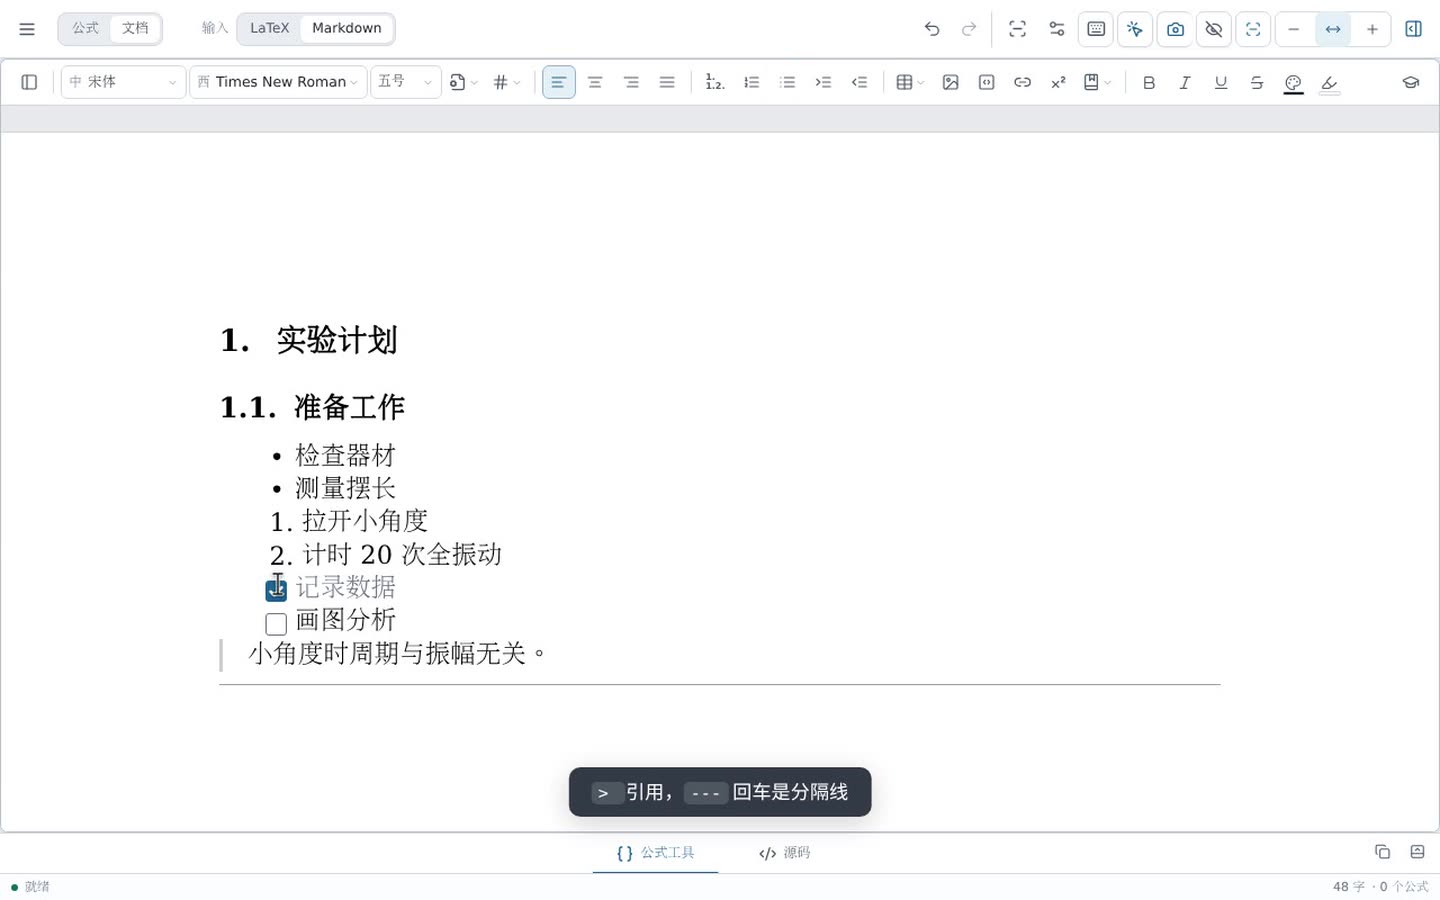 公式 文档 输入 LaTeX Markdown
中 宋体 西 Times New Roman 五号
1. 实验计划
1.1. 准备工作
• 检查器材
• 测量摆长
1. 拉开小角度
2. 计时 20 次全振动
记录数据
画图分析
小角度时周期与振幅无关。
> 引用，--- 回车是分隔线
{} 公式工具 </> 源码
就绪 48 字 · 0 个公式